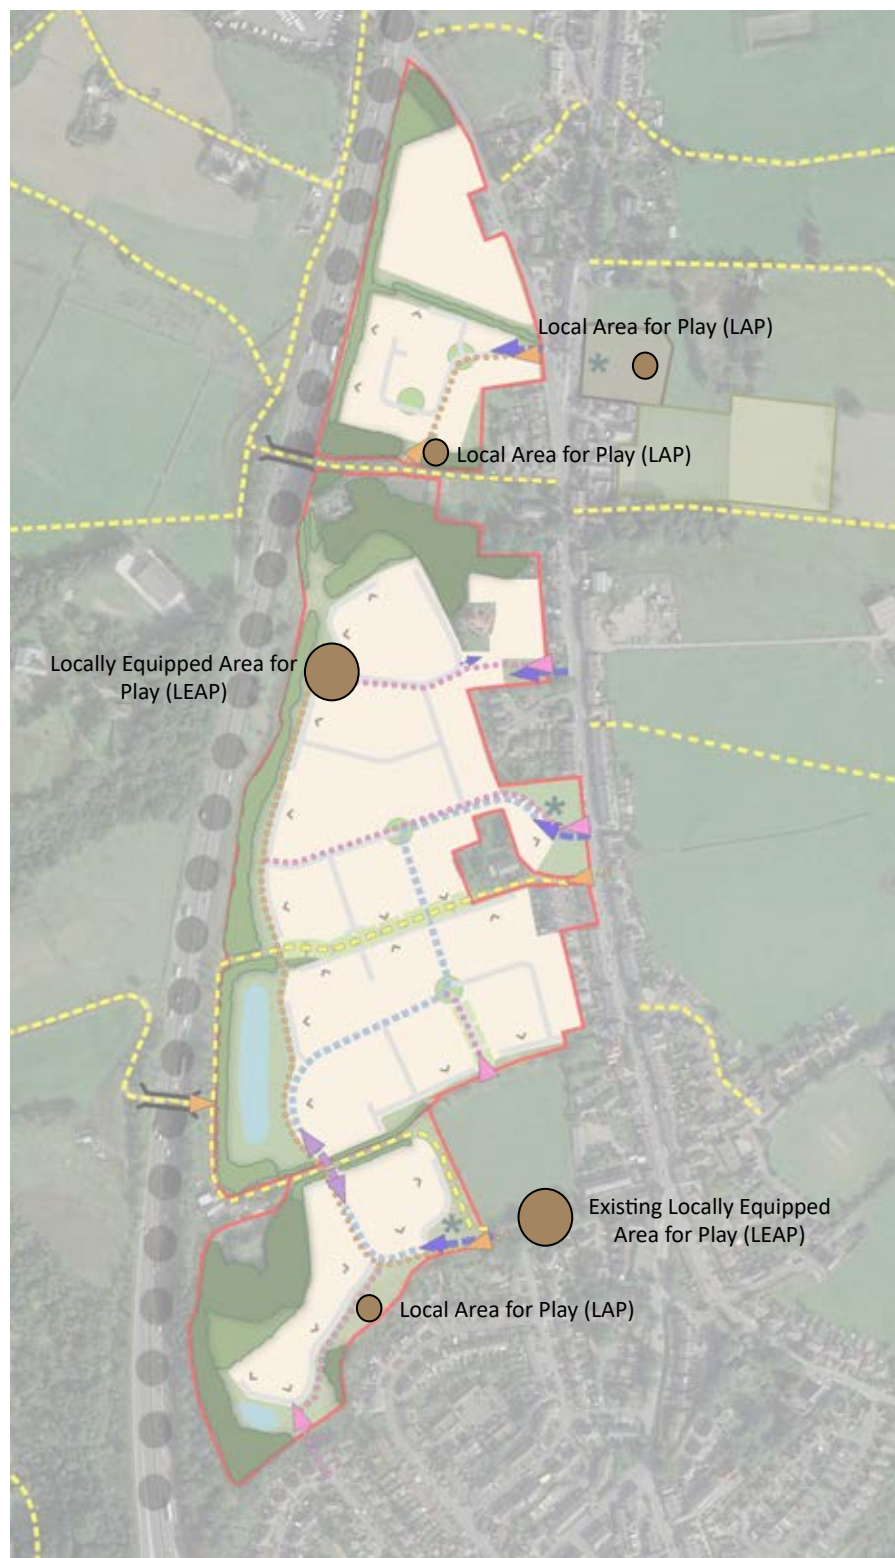 Local Area for Play (LAP)
Local Area for Play (LAP)
Locally Equipped Area for
Play (LEAP)
Existing Locally Equipped
Area for Play (LEAP)
Local Area for Play (LAP)